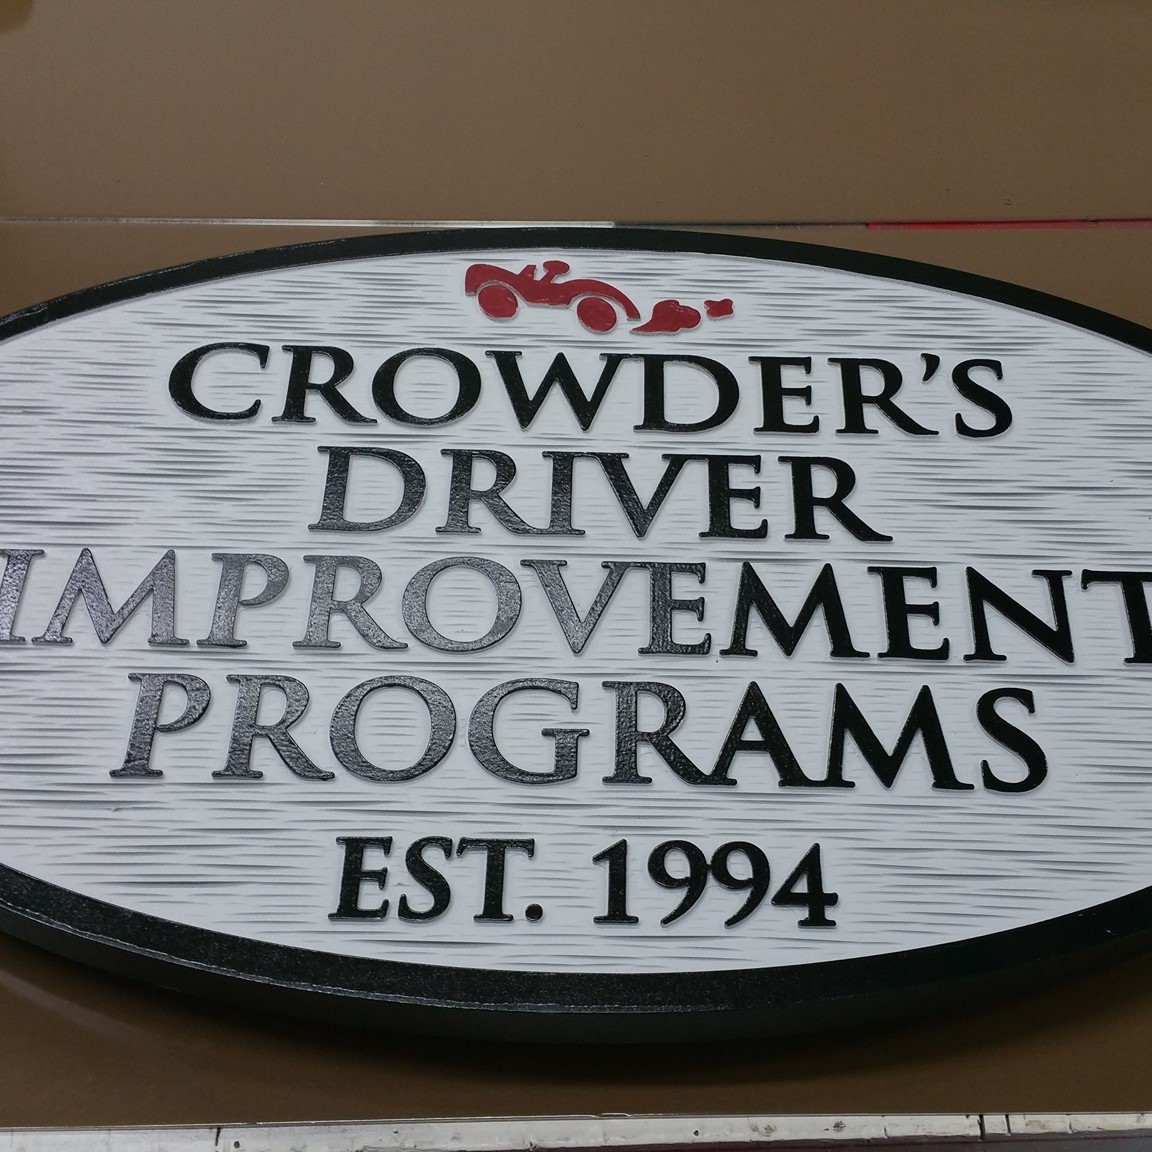 CROWDER'S
DRIVER
IMPROVEMENT
PROGRAMS
EST. 1994